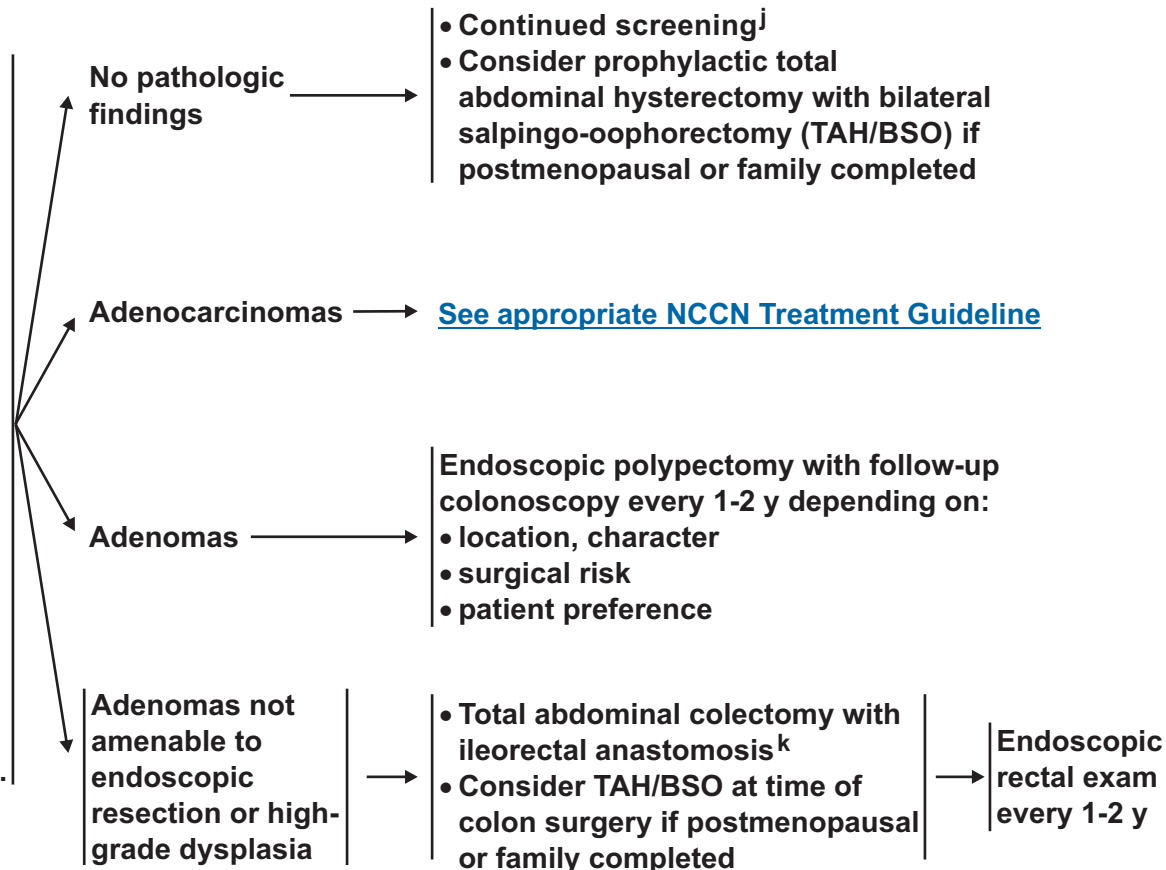 No pathologic
findings
• Continued screeningj
• Consider prophylactic total
abdominal hysterectomy with bilateral
salpingo-oophorectomy (TAH/BSO) if
postmenopausal or family completed
Adenocarcinomas
See appropriate NCCN Treatment Guideline
Adenomas
Endoscopic polypectomy with follow-up
colonoscopy every 1-2 y depending on:
• location, character
• surgical risk
• patient preference
.
Adenomas not
amenable to
endoscopic
resection or high-
grade dysplasia
• Total abdominal colectomy with
ileorectal anastomosisk
• Consider TAH/BSO at time of
colon surgery if postmenopausal
or family completed
Endoscopic
rectal exam
every 1-2 y